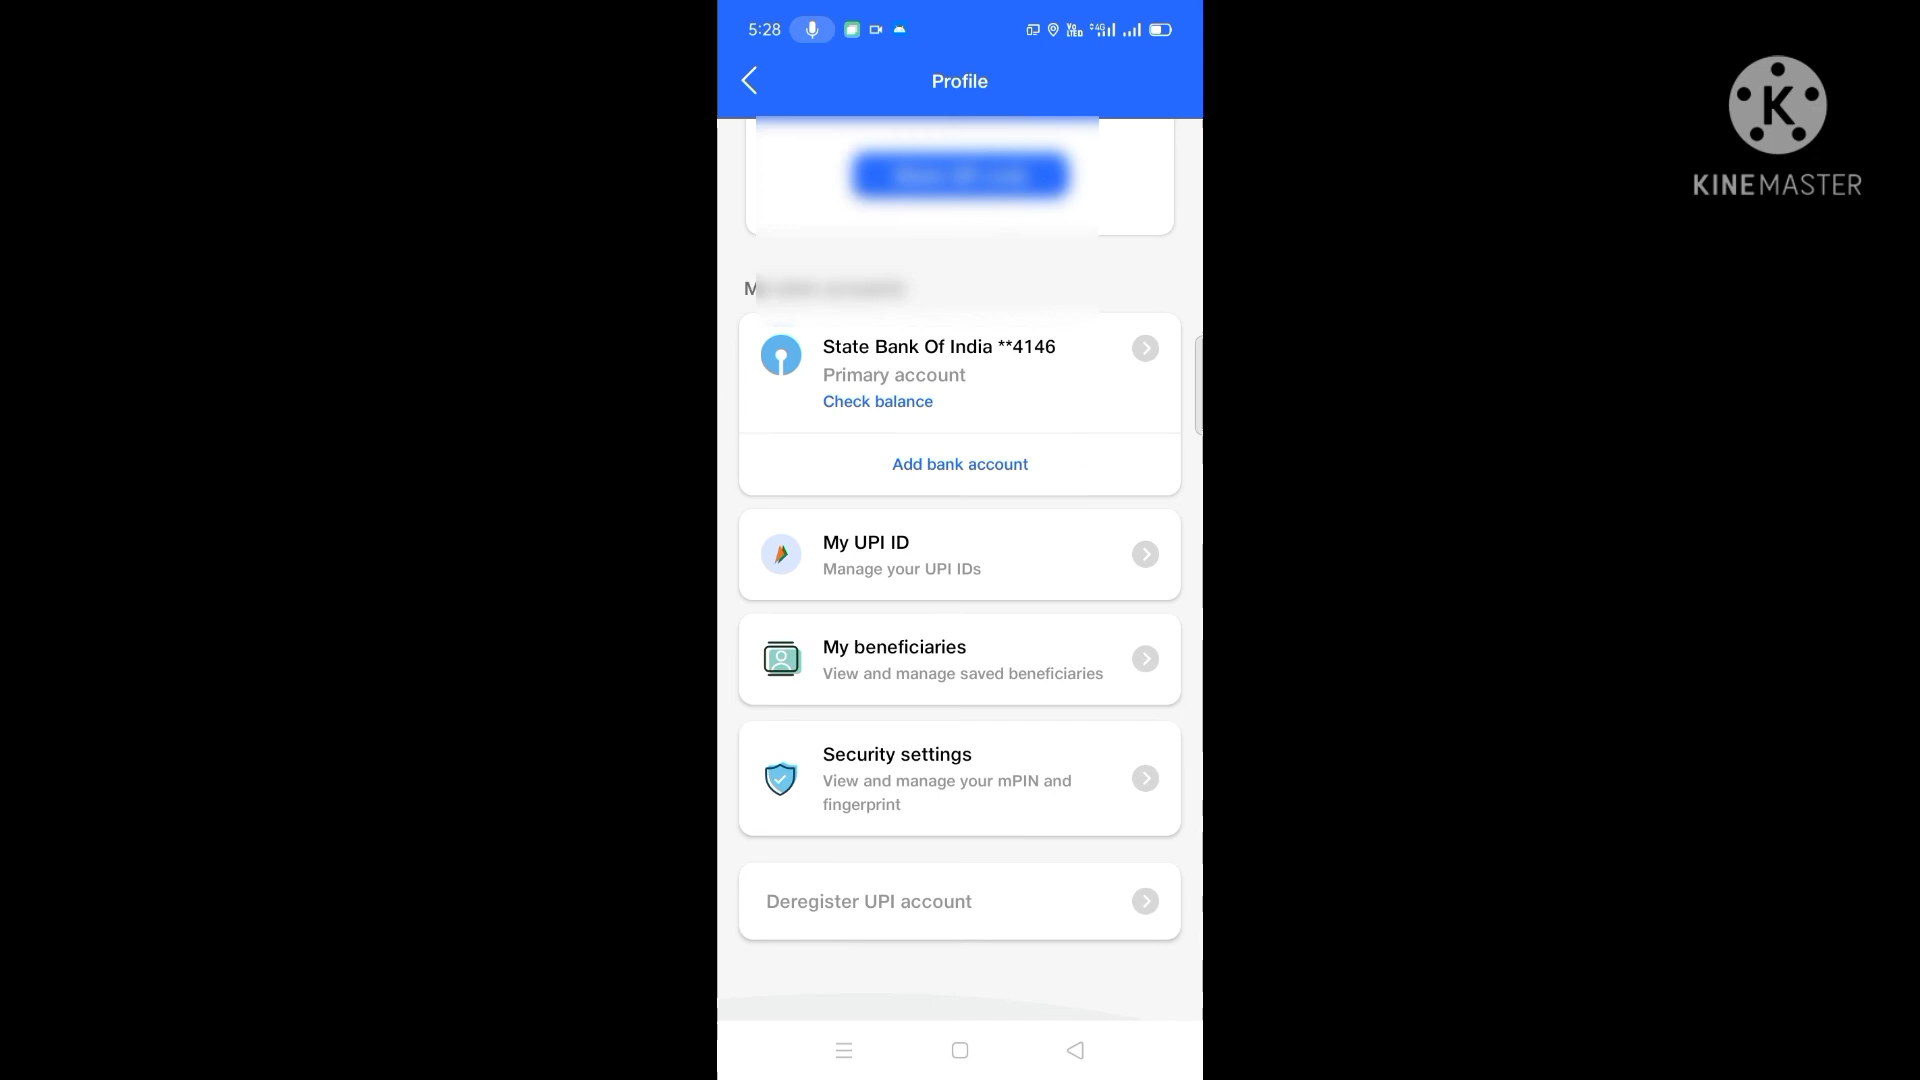 5:28
Profile
State Bank Of India **4146
Primary account
Check balance
Add bank account
My UPI ID
Manage your UPI IDs
My beneficiaries
View and manage saved beneficiaries
Security settings
View and manage your mPIN and
fingerprint
Deregister UPI account
K
KINEMASTER